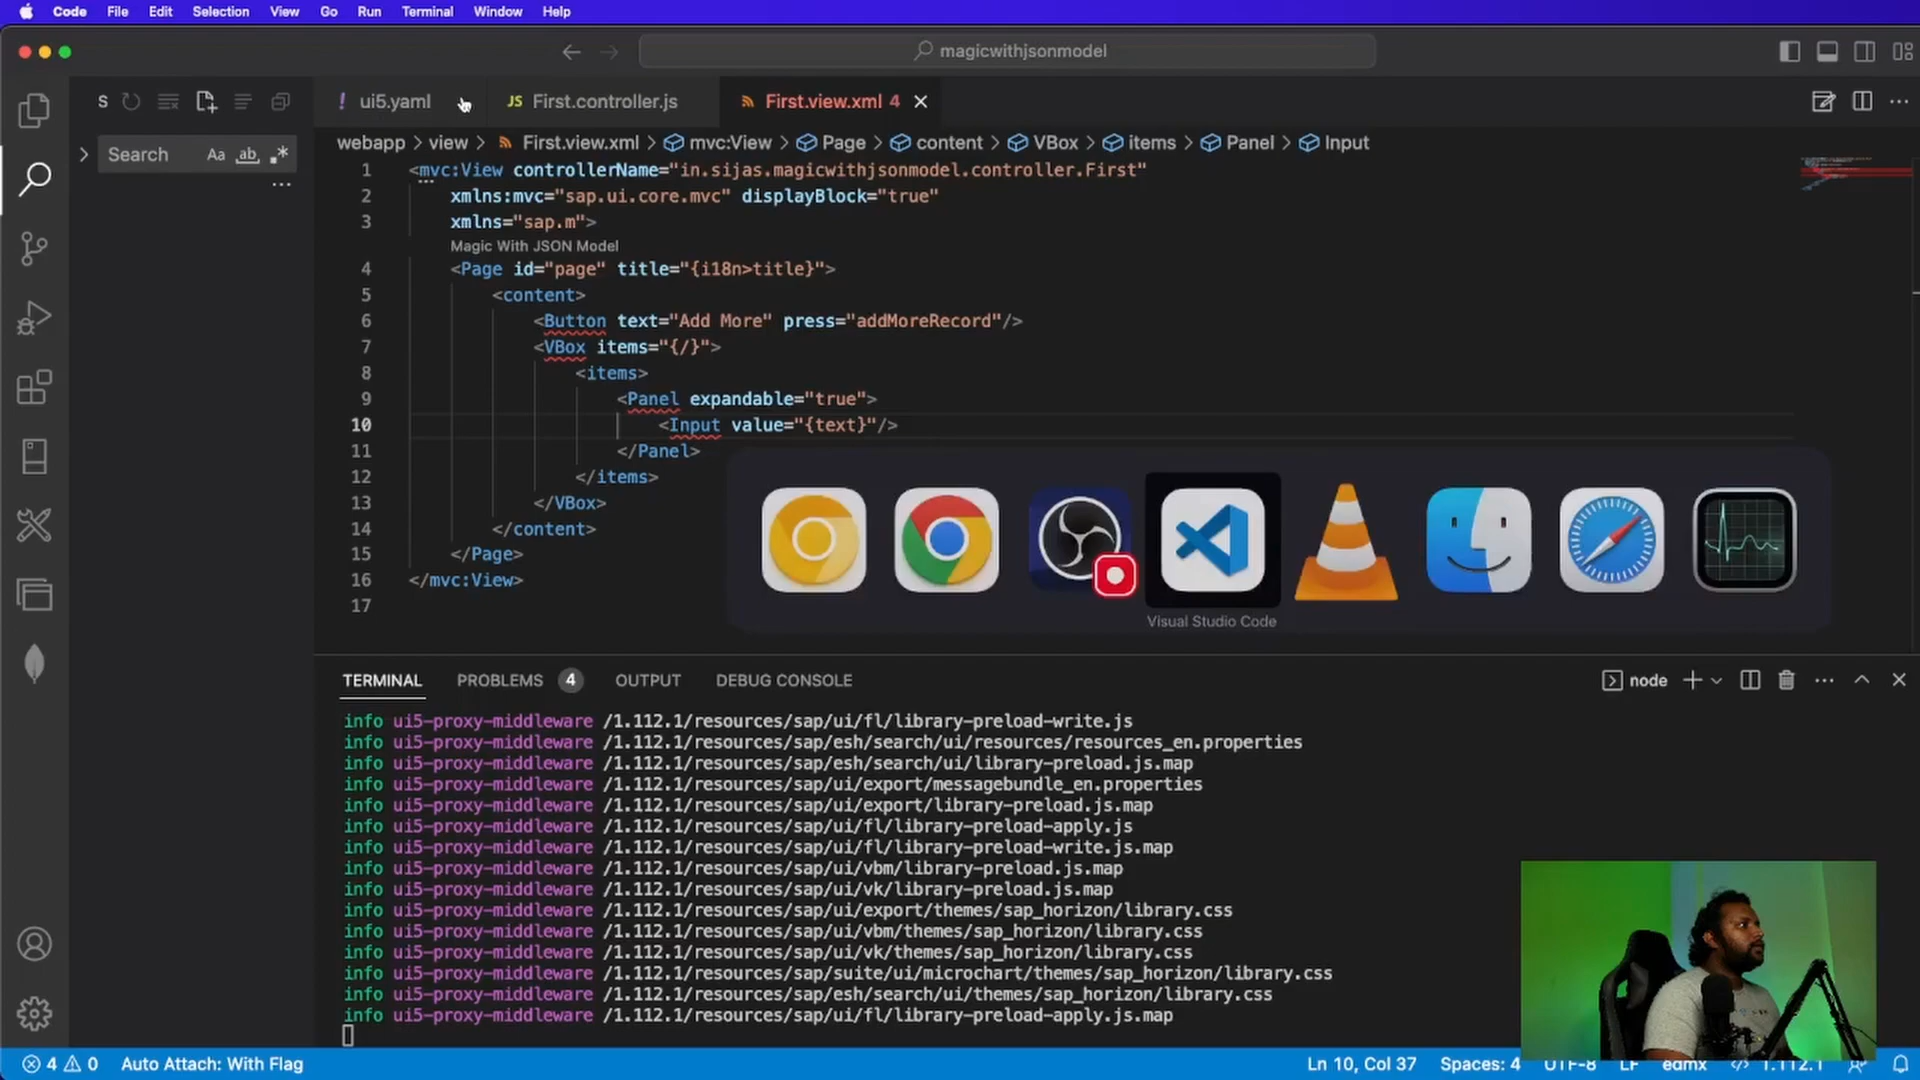 Code File Edit Selection View Go Run Terminal Window Help
magicwithjsonmodel
S
! ui5.yaml JS First.controller.js First.view.xml 4
Search Aa ab .*
webapp > view > First.view.xml > mvc:View > Page > content > VBox > items > Panel > Input
1 <mvc:View controllerName="in.sijas.magicwithjsonmodel.controller.First"
2 xmlns:mvc="sap.ui.core.mvc" displayBlock="true"
3 xmlns="sap.m">
Magic With JSON Model
4 <Page id="page" title="{i18n>title}">
5 <content>
6 <Button text="Add More" press="addMoreRecord"/>
7 <VBox items="{/}">
8 <items>
9 <Panel expandable="true">
10 <Input value="{text}"/>
11 </Panel>
12 </items>
13 </VBox>
14 </content>
15 </Page>
16 </mvc:View>
17
Visual Studio Code
TERMINAL PROBLEMS 4 OUTPUT DEBUG CONSOLE node
info ui5-proxy-middleware /1.112.1/resources/sap/ui/fl/library-preload-write.js
info ui5-proxy-middleware /1.112.1/resources/sap/esh/search/ui/resources/resources_en.properties
info ui5-proxy-middleware /1.112.1/resources/sap/esh/search/ui/library-preload.js.map
info ui5-proxy-middleware /1.112.1/resources/sap/ui/export/messagebundle_en.properties
info ui5-proxy-middleware /1.112.1/resources/sap/ui/export/library-preload.js.map
info ui5-proxy-middleware /1.112.1/resources/sap/ui/fl/library-preload-apply.js
info ui5-proxy-middleware /1.112.1/resources/sap/ui/fl/library-preload-write.js.map
info ui5-proxy-middleware /1.112.1/resources/sap/ui/vbm/library-preload.js.map
info ui5-proxy-middleware /1.112.1/resources/sap/ui/vk/library-preload.js.map
info ui5-proxy-middleware /1.112.1/resources/sap/ui/export/themes/sap_horizon/library.css
info ui5-proxy-middleware /1.112.1/resources/sap/ui/vbm/themes/sap_horizon/library.css
info ui5-proxy-middleware /1.112.1/resources/sap/ui/vk/themes/sap_horizon/library.css
info ui5-proxy-middleware /1.112.1/resources/sap/suite/ui/microchart/themes/sap_horizon/library.css
info ui5-proxy-middleware /1.112.1/resources/sap/esh/search/ui/themes/sap_horizon/library.css
info ui5-proxy-middleware /1.112.1/resources/sap/ui/fl/library-preload-apply.js.map
4 0 Auto Attach: With Flag Ln 10, Col 37 Spaces: 4 UTF-8 LF edmx 1.112.1